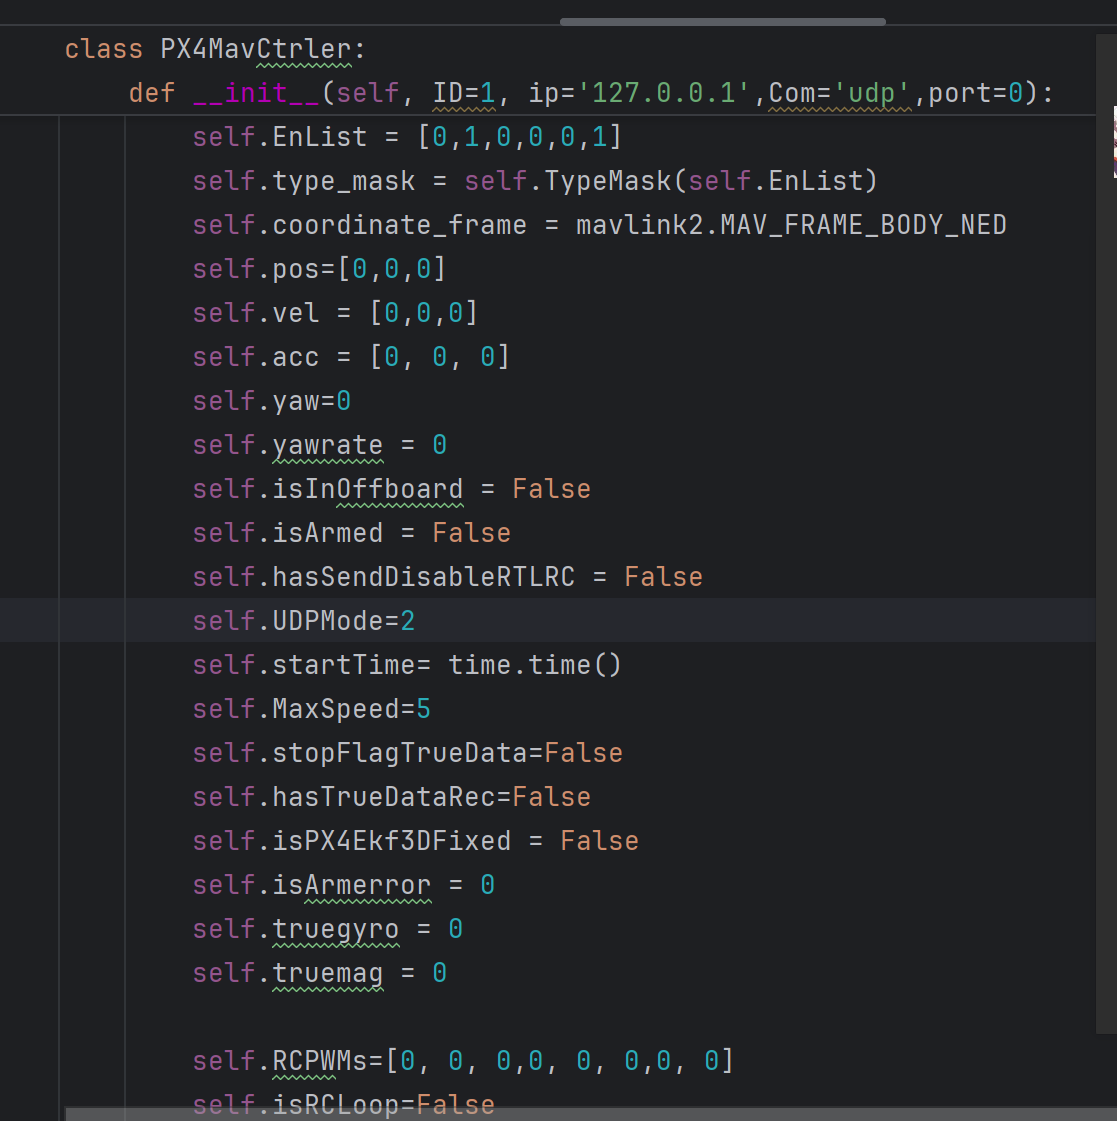 class PX4MavCtrler:
def __init__(self, ID=1, ip='127.0.0.1',Com='udp',port=0):
self.EnList = [0,1,0,0,0,1]
self.type_mask = self.TypeMask(self.EnList)
self.coordinate_frame = mavlink2.MAV_FRAME_BODY_NED
self.pos=[0,0,0]
self.vel = [0,0,0]
self.acc = [0, 0, 0]
self.yaw=0
self.yawrate = 0
self.isInOffboard = False
self.isArmed = False
self.hasSendDisableRTLRC = False
self.UDPMode=2
self.startTime= time.time()
self.MaxSpeed=5
self.stopFlagTrueData=False
self.hasTrueDataRec=False
self.isPX4Ekf3DFixed = False
self.isArmerror = 0
self.truegyro = 0
self.truemag = 0
self.RCPWMs=[0, 0, 0,0, 0, 0,0, 0]
self.isRCLoop=False